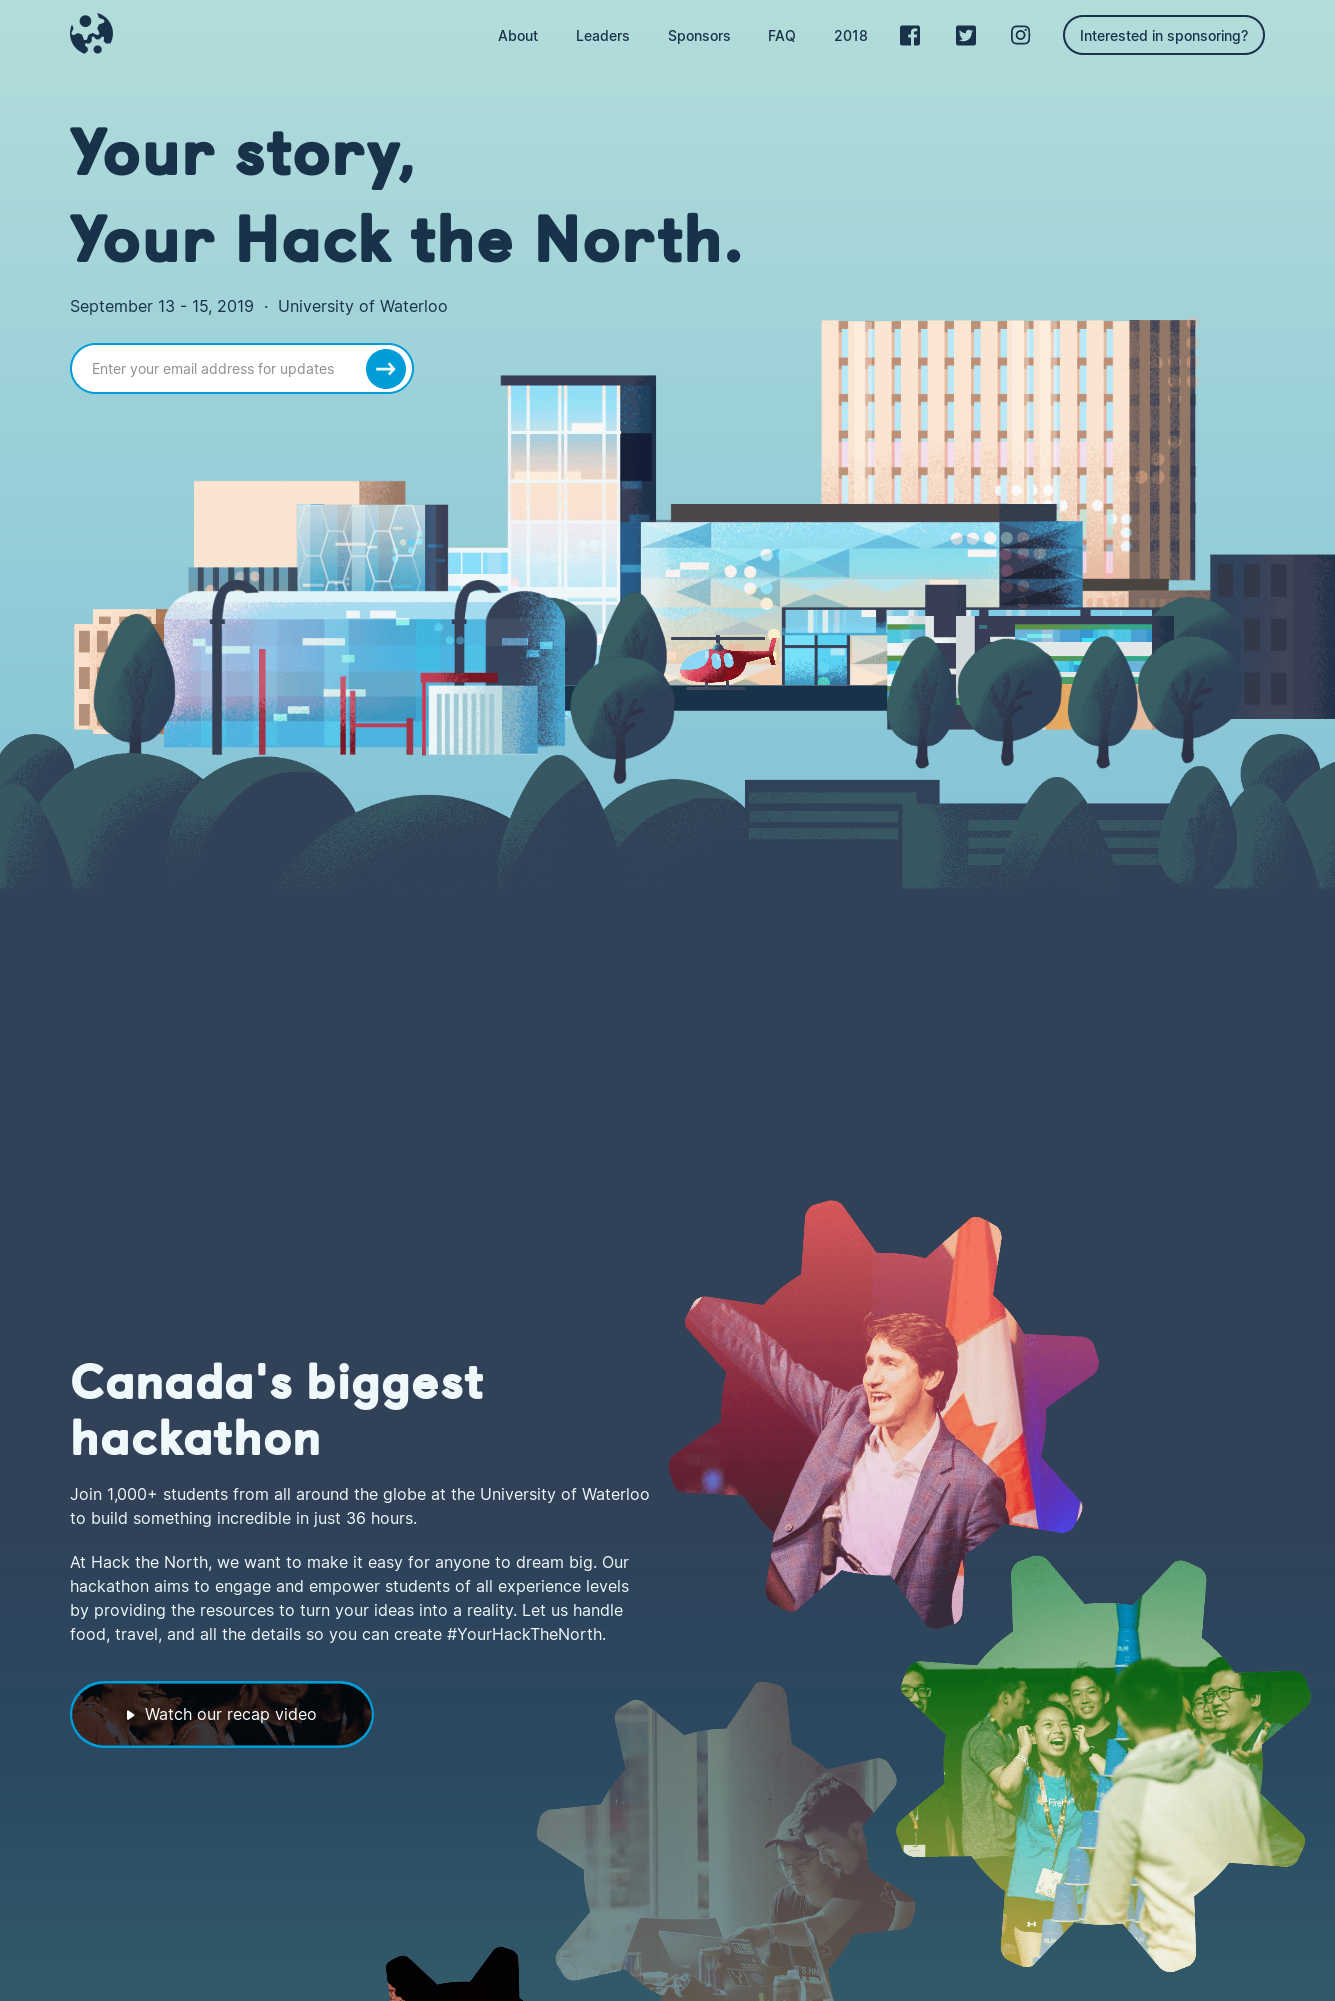 About Leaders Sponsors FAQ 2018 Interested in sponsoring?
Your story,
Your Hack the North.
September 13 - 15, 2019 · University of Waterloo
Enter your email address for updates
Canada's biggest
hackathon
Join 1,000+ students from all around the globe at the University of Waterloo
to build something incredible in just 36 hours.
At Hack the North, we want to make it easy for anyone to dream big. Our
hackathon aims to engage and empower students of all experience levels
by providing the resources to turn your ideas into a reality. Let us handle
food, travel, and all the details so you can create #YourHackTheNorth.
Watch our recap video